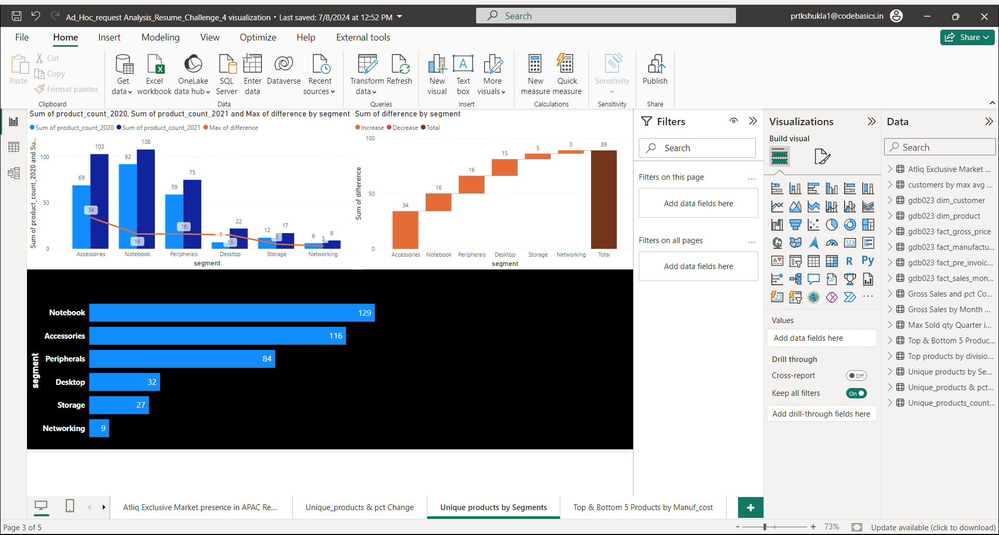 Ad_Hoc_request Analysis_Resume_Challenge_4 visualization • Last saved: 7/8/2024 at 12:52 PM
Search
prtkshukla1@codebasics.in
File Home Insert Modeling View Optimize Help External tools
Share
Paste
Cut
Copy
Format painter
Clipboard
Get data
Excel workbook
OneLake data hub
SQL Server
Enter data
Dataverse
Recent sources
Data
Transform data
Refresh
Queries
New visual
Text box
More visuals
Insert
New measure
Quick measure
Calculations
Sensitivity
Sensitivity
Publish
Share
Sum of product_count_2020, Sum of product_count_2021 and Max of difference by segment
Sum of product_count_2020 Sum of product_count_2021 Max of difference
Sum of product_count_2020 and Su...
100
50
0
69 103 34
92 108 16
59 75 16
7 22 15
12 17 5
6 9 3
Accessories Notebook Peripherals Desktop Storage Networking
segment
Sum of difference by segment
Increase Decrease Total
Sum of difference
100
50
0
34 16 16 15 5 3 89
Accessories Notebook Peripherals Desktop Storage Networking Total
segment
segment
Notebook 129
Accessories 116
Peripherals 84
Desktop 32
Storage 27
Networking 9
Filters
Search
Filters on this page ...
Add data fields here
Filters on all pages ...
Add data fields here
Visualizations
Build visual
123
R Py
123
...
Values
Add data fields here
Drill through
Cross-report Off
Keep all filters On
Add drill-through fields here
Data
Search
Atliq Exclusive Market ...
customers by max avg ...
gdb023 dim_customer
gdb023 dim_product
gdb023 fact_gross_price
gdb023 fact_manufactu...
gdb023 fact_pre_invoic...
gdb023 fact_sales_mon...
Gross Sales and pct Co...
Gross Sales by Month ...
Max Sold qty Quarter i...
Top & Bottom 5 Produc...
Top products by divisio...
Unique products by Se...
Unique_products & pct...
Unique_products_count...
Atliq Exclusive Market presence in APAC Re...
Unique_products & pct Change
Unique products by Segments
Top & Bottom 5 Products by Manuf_cost
+
Page 3 of 5
- + 73%
Update available (click to download)